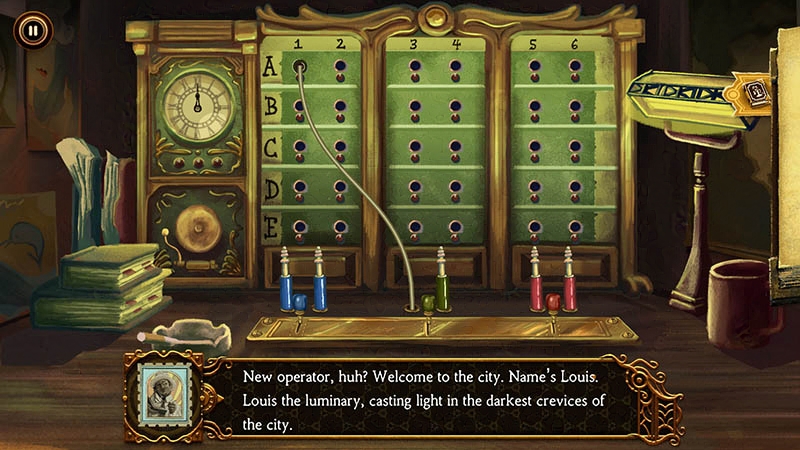 1 2 3 4 5 6
A
B
C
D
E
New operator, huh? Welcome to the city. Name's Louis.
Louis the luminary, casting light in the darkest crevices of
the city.